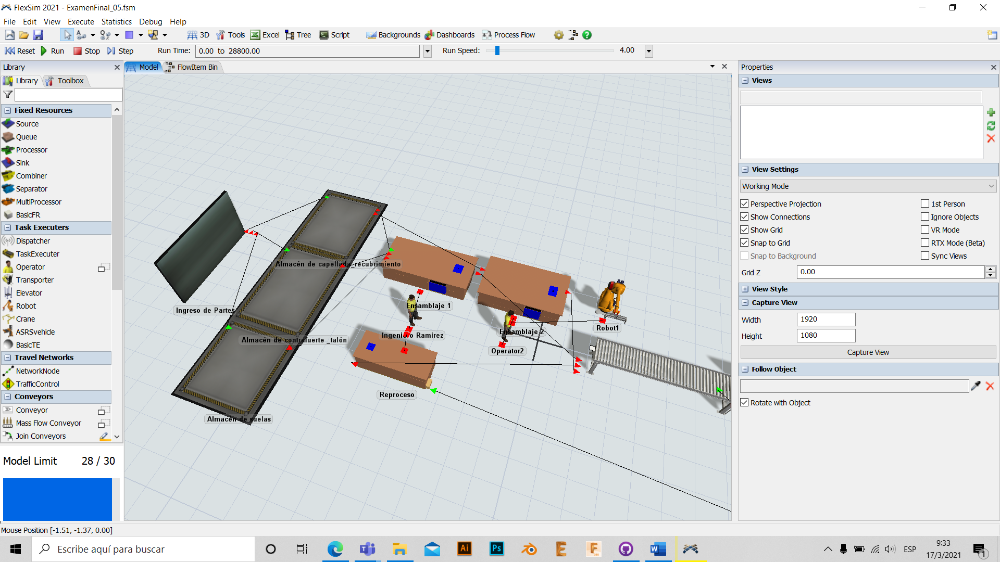 FlexSim 2021 - ExamenFinal_05.fsm
File Edit View Execute Statistics Debug Help
3D Tools Excel Tree Script Backgrounds Dashboards Process Flow
Reset Run Stop Step Run Time: 0.00 to 28800.00 Run Speed: 4.00
Library
Library Toolbox
Fixed Resources
Source
Queue
Processor
Sink
Combiner
Separator
MultiProcessor
BasicFR
Task Executers
Dispatcher
TaskExecuter
Operator
Transporter
Elevator
Robot
Crane
ASRSvehicle
BasicTE
Travel Networks
NetworkNode
TrafficControl
Conveyors
Conveyor
Mass Flow Conveyor
Join Conveyors
Model Limit 28 / 30
Model FlowItem Bin
Almacén de capellada_recubrimiento
Ensamblaje 1
Ingreso de Partes
Robot1
Ensamblaje 2
Ingeniero Ramirez
Almacén de contrafuerte _talón
Operator2
Reproceso
Almacén de suelas
Properties
Views
View Settings
Working Mode
Perspective Projection 1st Person
Show Connections Ignore Objects
Show Grid VR Mode
Snap to Grid RTX Mode (Beta)
Snap to Background Sync Views
Grid Z 0.00
View Style
Capture View
Width 1920
Height 1080
Capture View
Follow Object
Rotate with Object
Mouse Position [-1.51, -1.37, 0.00]
Escribe aquí para buscar
Ai
Ps
ESP
9:33
17/3/2021
1